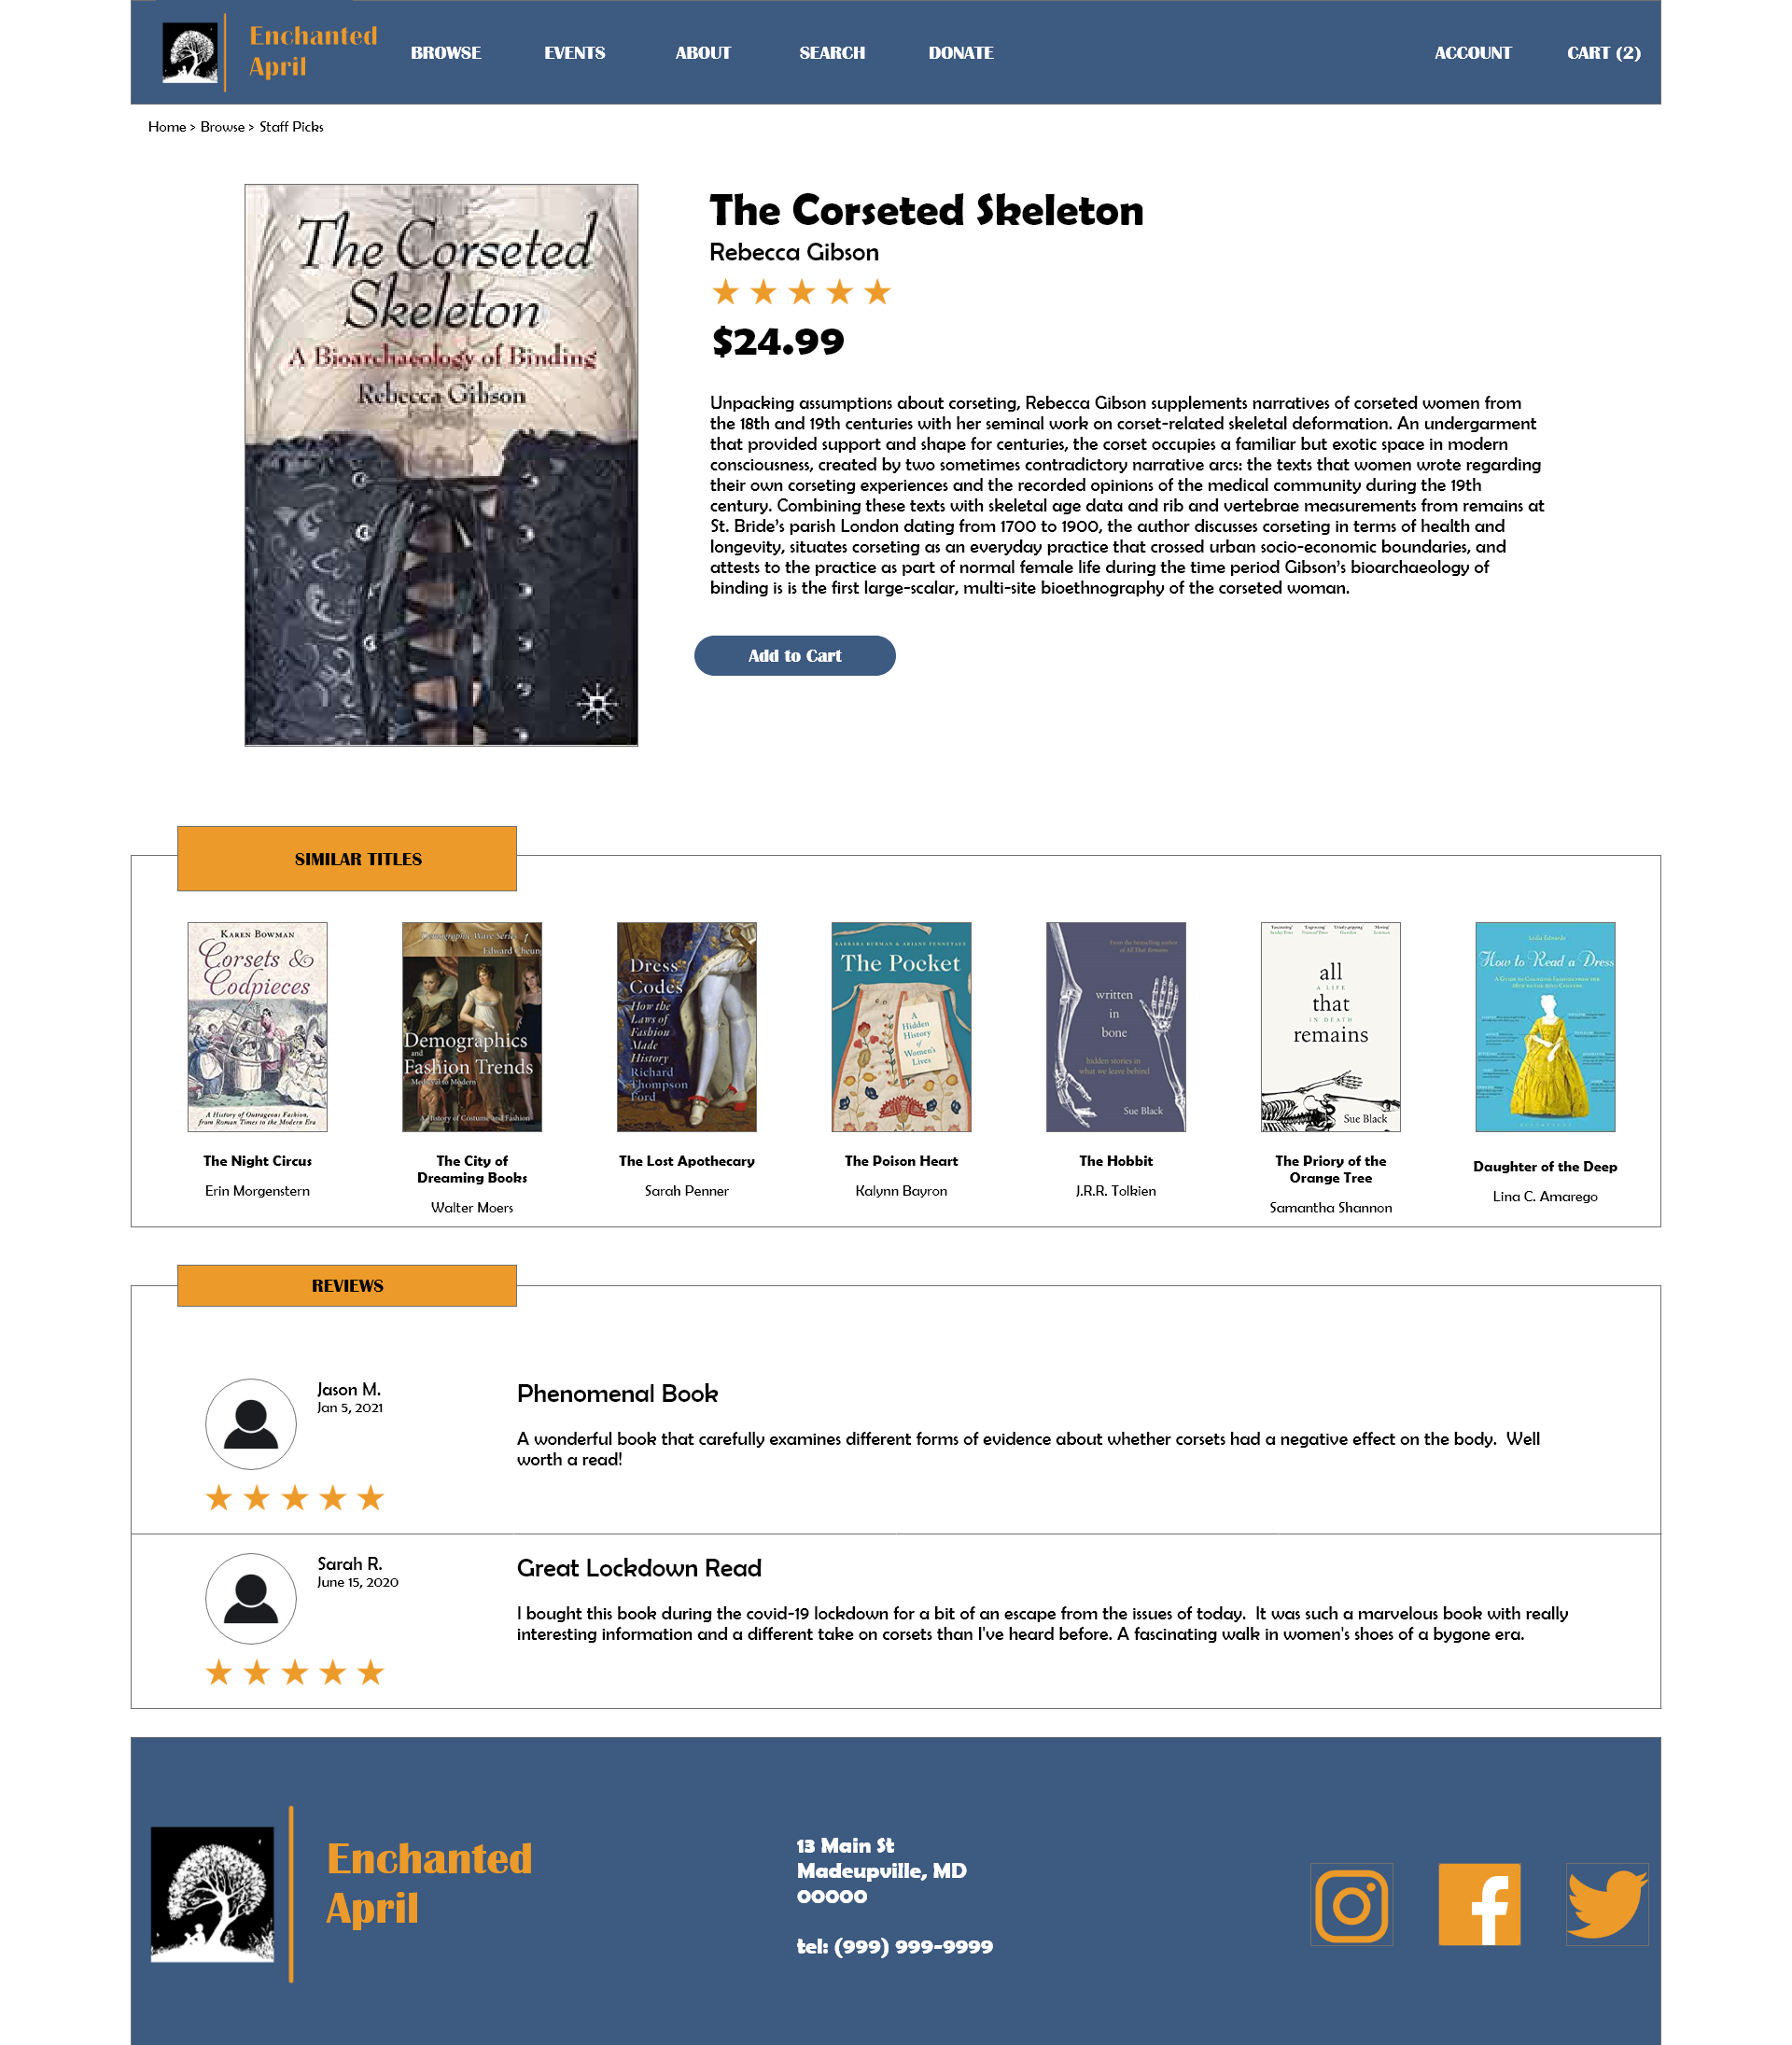 Enchanted
April
BROWSE
EVENTS
ABOUT
SEARCH
DONATE
ACCOUNT
CART (2)
Home > Browse > Staff Picks
The Corseted
Skeleton
A Bioarchaeology of Binding
Rebecca Gibson
The Corseted Skeleton
Rebecca Gibson
$24.99
Unpacking assumptions about corseting, Rebecca Gibson supplements narratives of corseted women from
the 18th and 19th centuries with her seminal work on corset-related skeletal deformation. An undergarment
that provided support and shape for centuries, the corset occupies a familiar but exotic space in modern
consciousness, created by two sometimes contradictory narrative arcs: the texts that women wrote regarding
their own corseting experiences and the recorded opinions of the medical community during the 19th
century. Combining these texts with skeletal age data and rib and vertebrae measurements from remains at
St. Bride's parish London dating from 1700 to 1900, the author discusses corseting in terms of health and
longevity, situates corseting as an everyday practice that crossed urban socio-economic boundaries, and
attests to the practice as part of normal female life during the time period Gibson's bioarchaeology of
binding is is the first large-scalar, multi-site bioethnography of the corseted woman.
Add to Cart
SIMILAR TITLES
KAREN BOWMAN
Corsets &
Codpieces
A History of Outrageous Fashion,
from Roman Times to the Modern Era
Demographic Ware Series
Edward Cheung
Demographics
and
Fashion Trends
Medieval to Modern
A History of Costume and Fashion
Dress
Codes
How the
Laws of
Fashion
Made
History
Richard
Thompson
Ford
BARBARA BURMAN & ARIANE FENNETAUX
The Pocket
A
Hidden
History
of
Women's
Lives
From the bestselling author
of All That Remains
written
in
bone
hidden stories in
what we leave behind
Sue Black
all
A LIFE
that
IN DEATH
remains
Sue Black
Lydia Edwards
How to Read a Dress
The Night Circus
Erin Morgenstern
The City of
Dreaming Books
Walter Moers
The Lost Apothecary
Sarah Penner
The Poison Heart
Kalynn Bayron
The Hobbit
J.R.R. Tolkien
The Priory of the
Orange Tree
Samantha Shannon
Daughter of the Deep
Lina C. Amarego
REVIEWS
Jason M.
Jan 5, 2021
Phenomenal Book
A wonderful book that carefully examines different forms of evidence about whether corsets had a negative effect on the body.  Well
worth a read!
Sarah R.
June 15, 2020
Great Lockdown Read
I bought this book during the covid-19 lockdown for a bit of an escape from the issues of today.  It was such a marvelous book with really
interesting information and a different take on corsets than I've heard before. A fascinating walk in women's shoes of a bygone era.
Enchanted
April
13 Main St
Madeupville, MD
00000
tel: (999) 999-9999